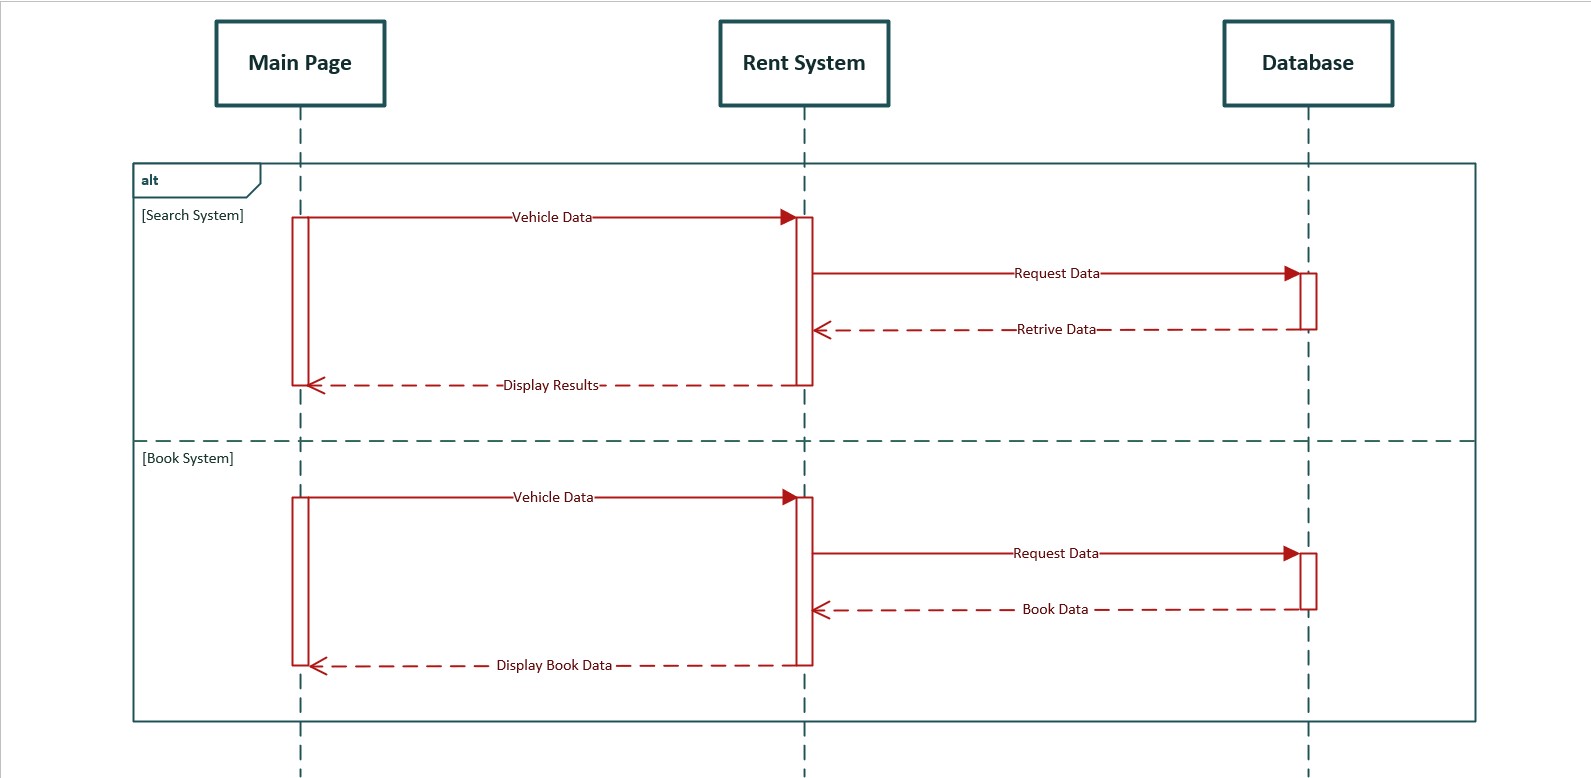 Main Page
Rent System
Database
alt
[Search System]
Vehicle Data
Request Data
Retrive Data
Display Results
[Book System]
Vehicle Data
Request Data
Book Data
Display Book Data